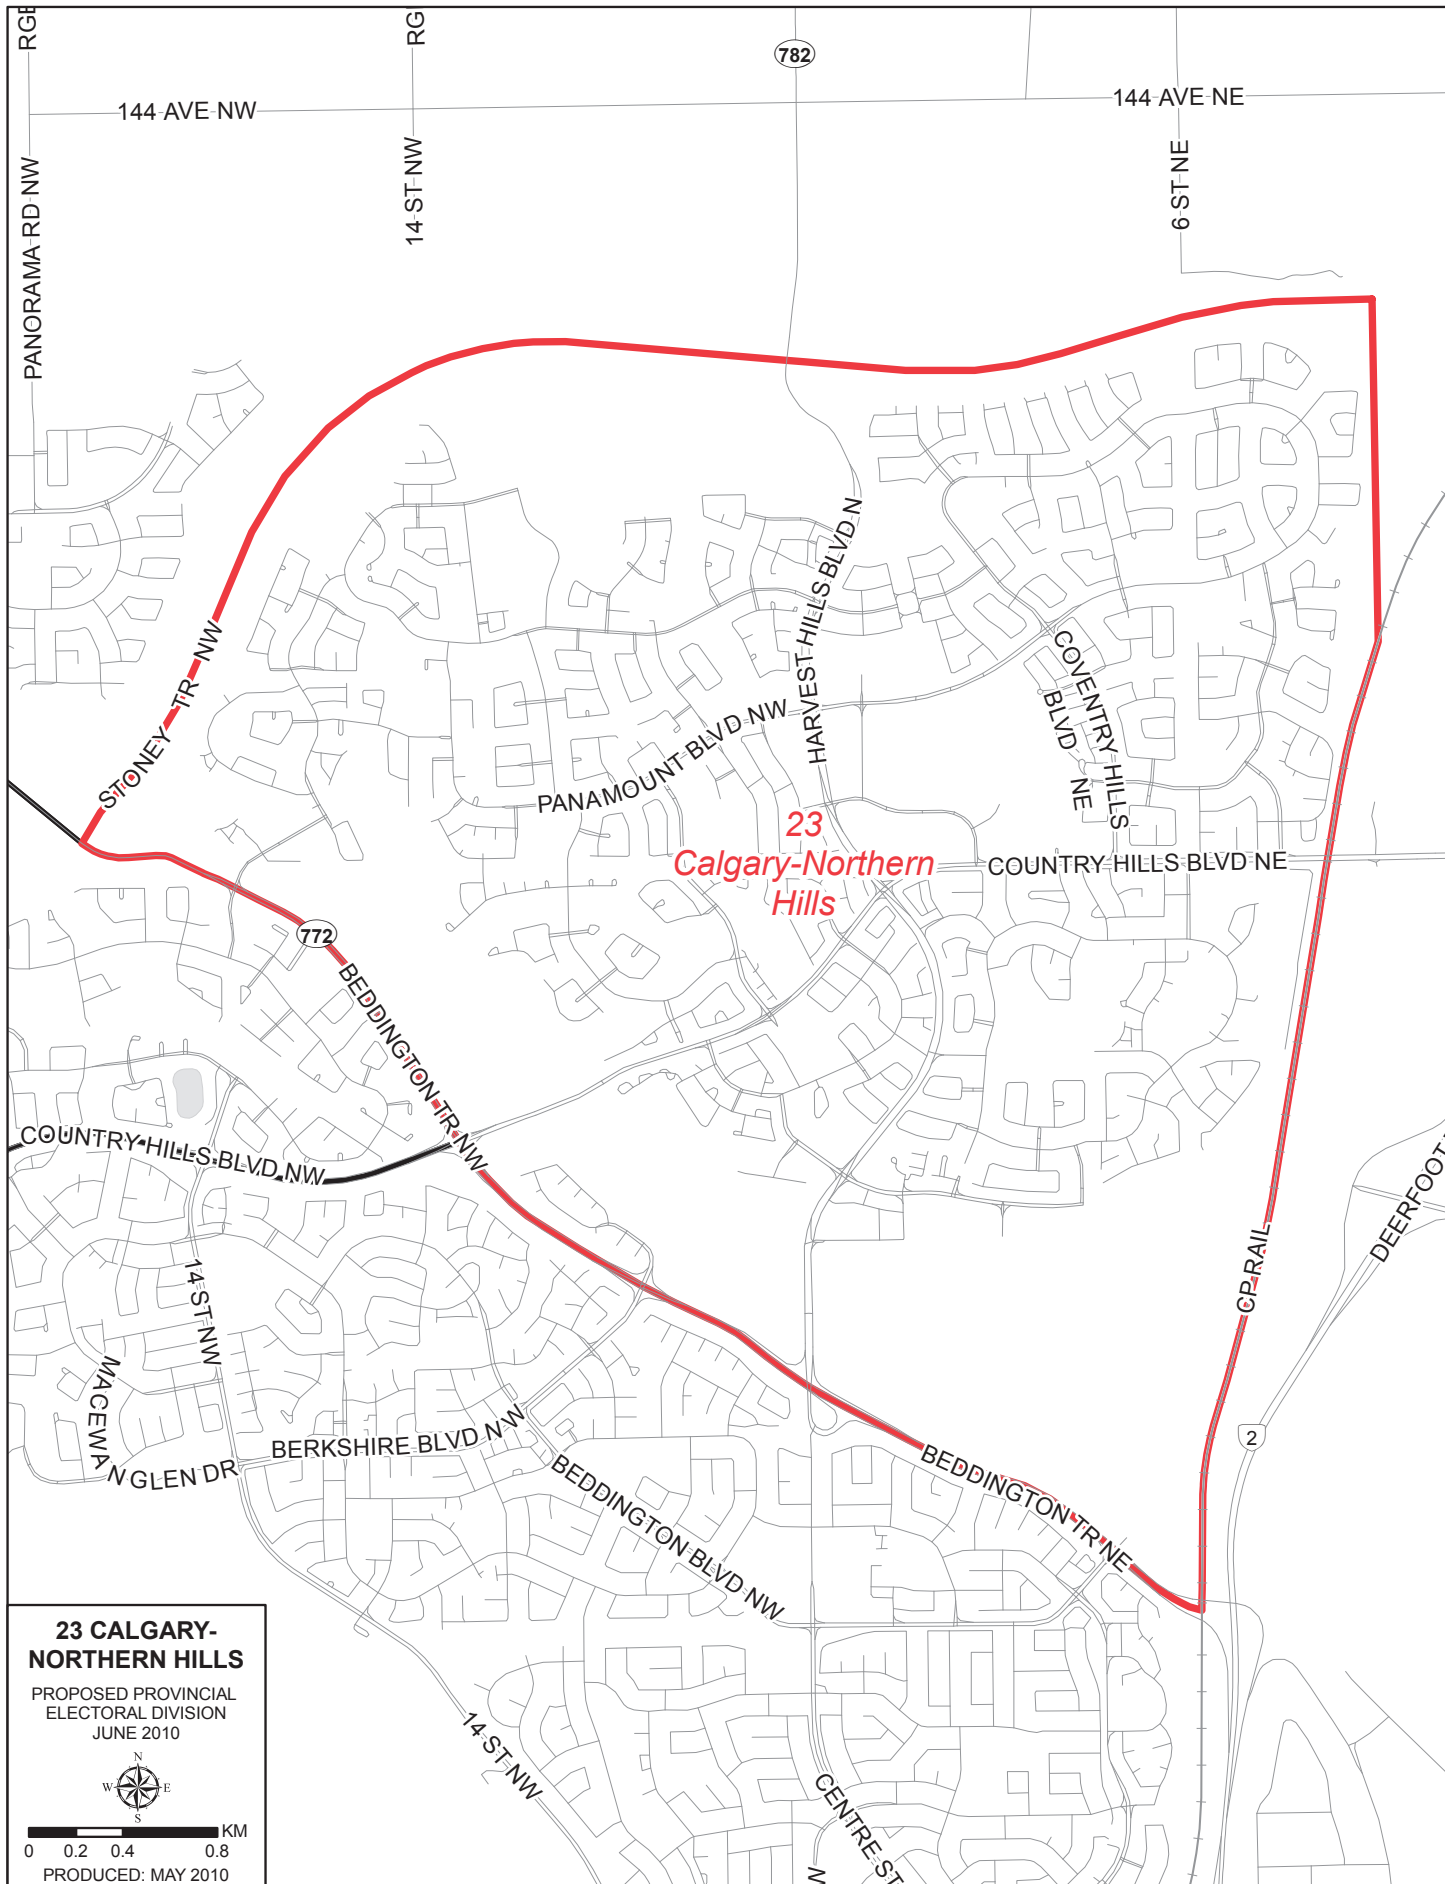 RGE
RG
782
144 AVE NW
144 AVE NE
PANORAMA RD NW
14 ST NW
6 ST NE
HARVEST HILLS BLVD N
STONEY TR NW
COVENTRY HILLS
BLVD NE
PANAMOUNT BLVD NW
23
Calgary-Northern
Hills
COUNTRY HILLS BLVD NE
772
BEDDINGTON TR NW
COUNTRY HILLS BLVD NW
DEERFOOT
CP RAIL
14 ST NW
MACEWAN GLEN DR
BERKSHIRE BLVD NW
2
BEDDINGTON TR NE
BEDDINGTON BLVD NW
14 ST NW
CENTRE ST
W
23 CALGARY-
NORTHERN HILLS
PROPOSED PROVINCIAL
ELECTORAL DIVISION
JUNE 2010
N
W E
S
KM
0 0.2 0.4 0.8
PRODUCED: MAY 2010